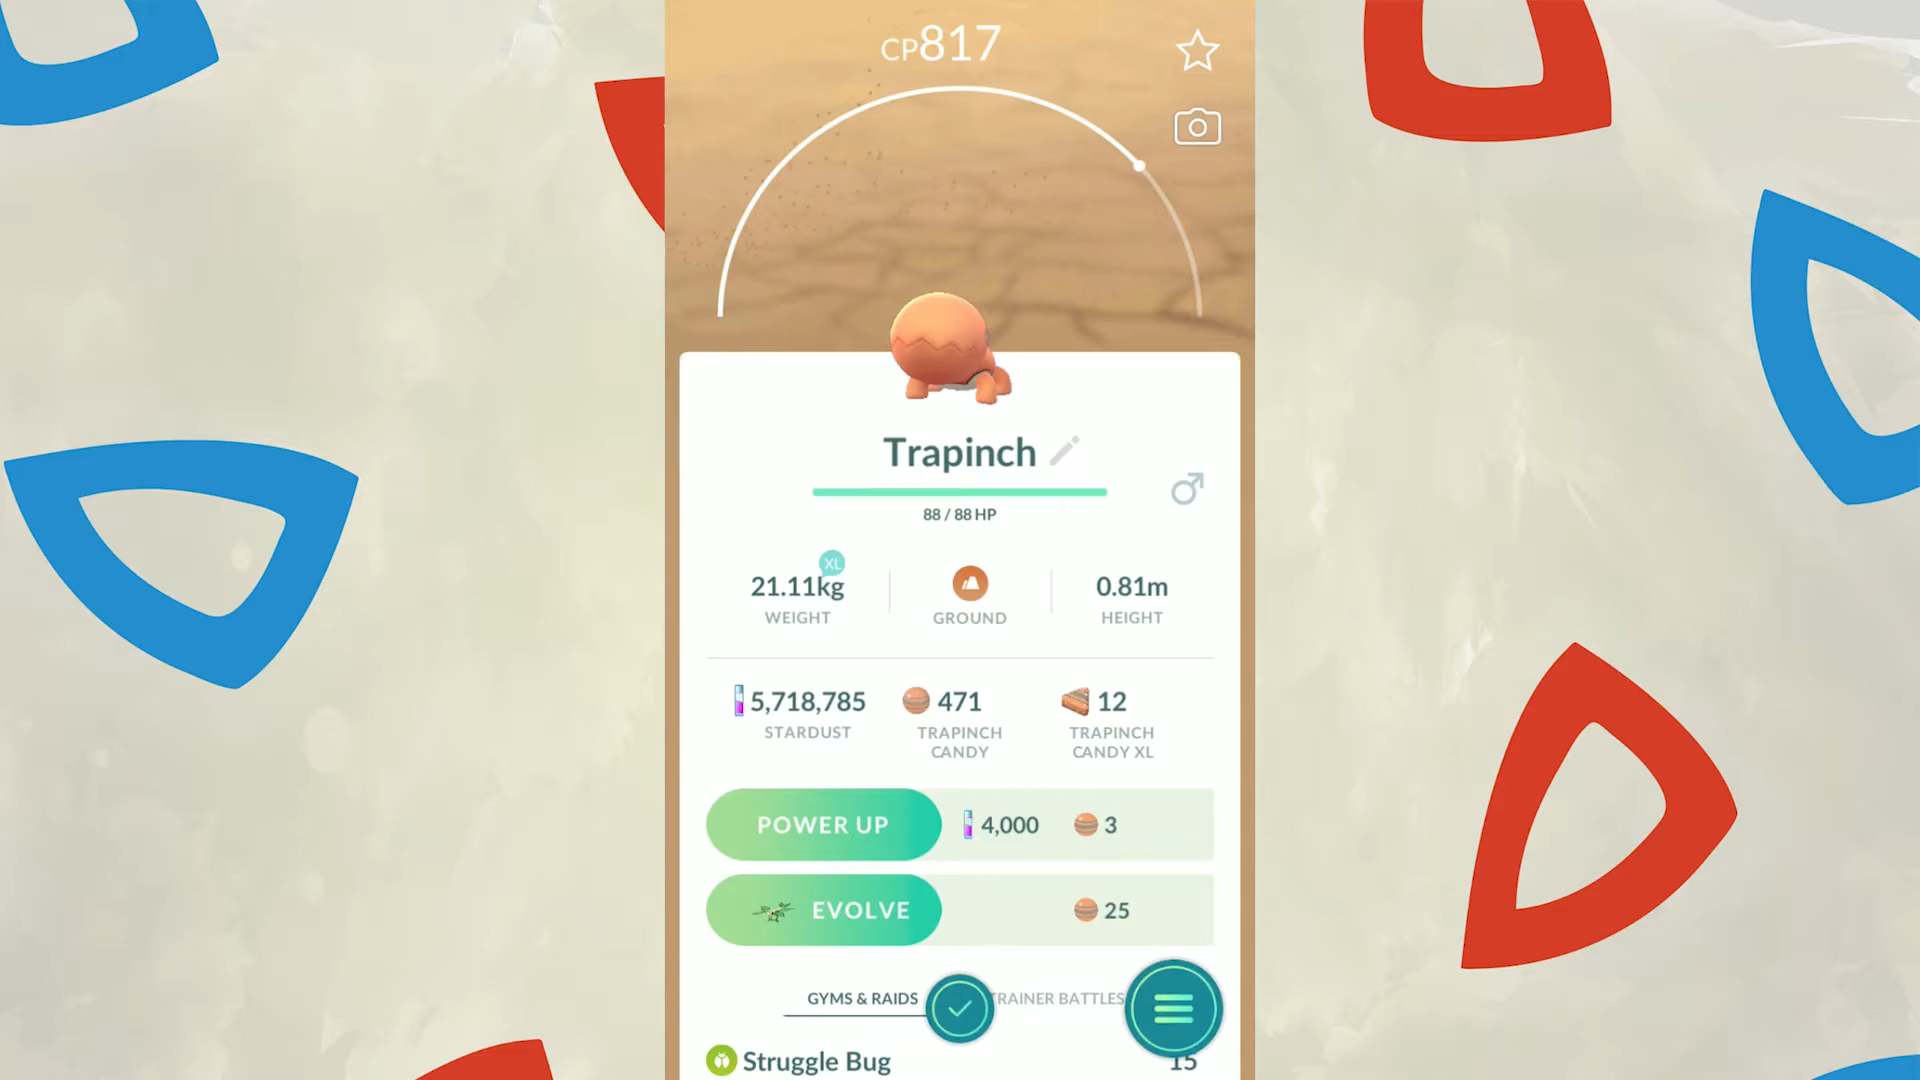 CP817
Trapinch
88 / 88 HP
XL
21.11kg
WEIGHT
GROUND
0.81m
HEIGHT
5,718,785
STARDUST
471
TRAPINCH
CANDY
12
TRAPINCH
CANDY XL
POWER UP
4,000
3
EVOLVE
25
GYMS & RAIDS
TRAINER BATTLES
Struggle Bug
15